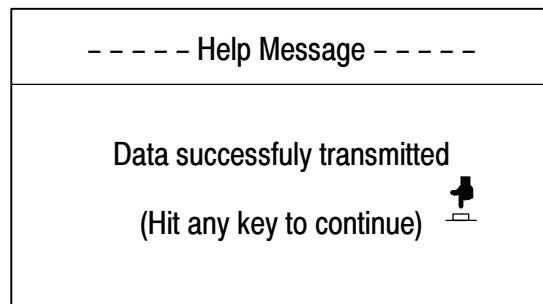 – – – – – Help Message – – – – –
Data successfuly transmitted
(Hit any key to continue)